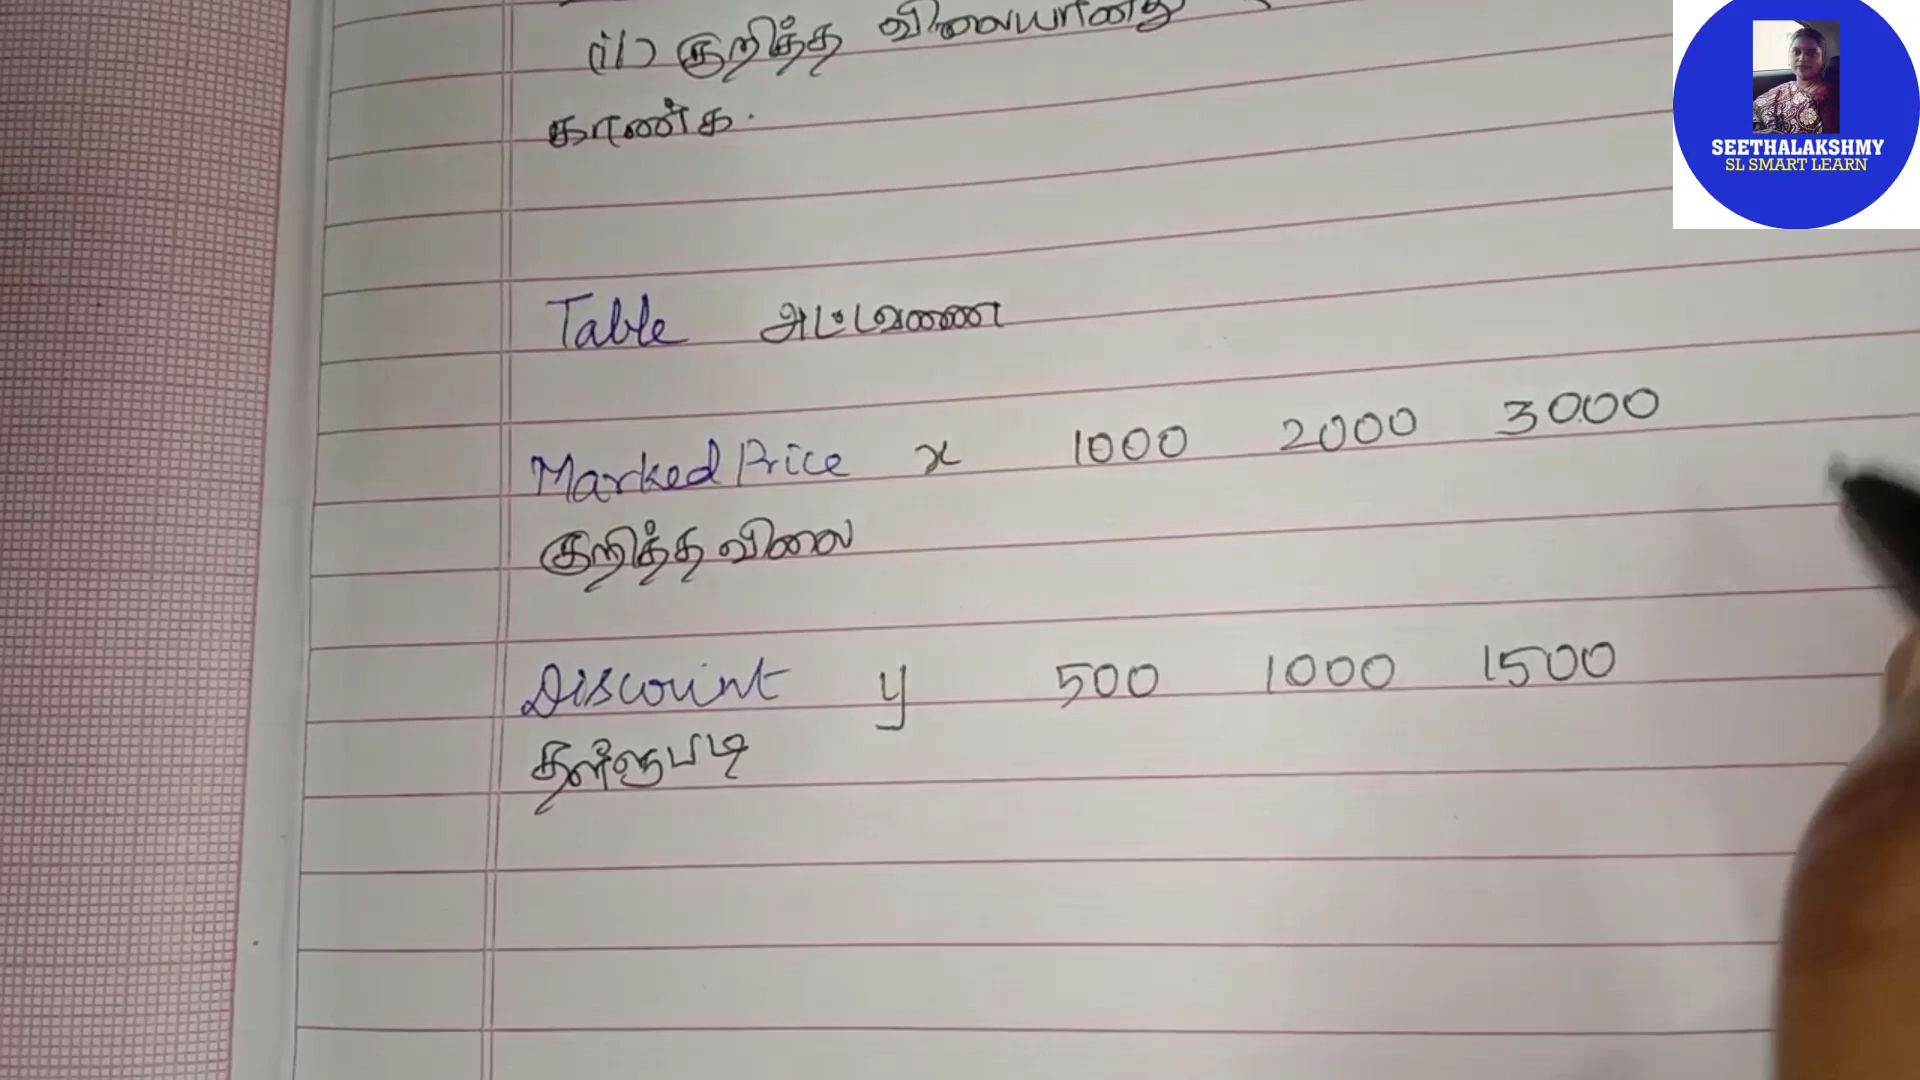 (ii) குறித்த விலையானது
காண்க.
SEETHALAKSHMY
SL SMART LEARN
Table அட்டவணை
Marked Price x 1000 2000 3000
குறித்த விலை
Discount y 500 1000 1500
தள்ளுபடி